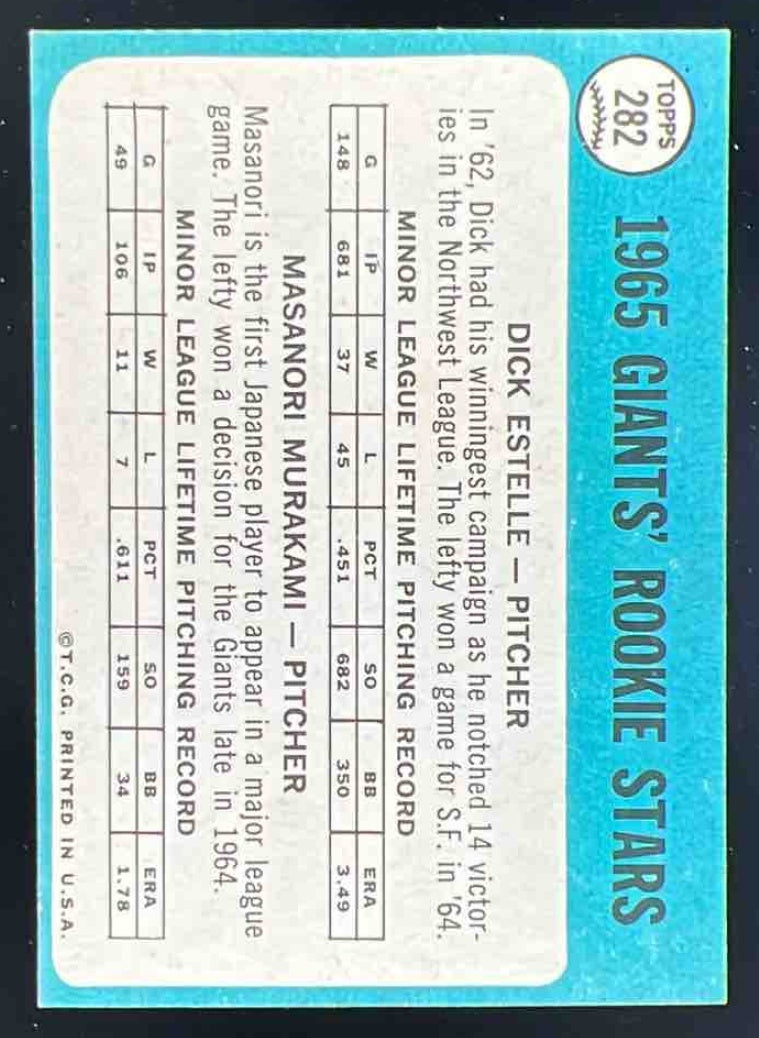 TOPPS
282
1965 GIANTS' ROOKIE STARS
DICK ESTELLE — PITCHER
In '62, Dick had his winningest campaign as he notched 14 victor-
ies in the Northwest League. The lefty won a game for S.F. in '64.
MINOR LEAGUE LIFETIME PITCHING RECORD
G IP W L PCT SO BB ERA
148 681 37 45 .451 682 350 3.49
MASANORI MURAKAMI — PITCHER
Masanori is the first Japanese player to appear in a major league
game. The lefty won a decision for the Giants late in 1964.
MINOR LEAGUE LIFETIME PITCHING RECORD
G IP W L PCT SO BB ERA
49 106 11 7 .611 159 34 1.78
©T.C.G. PRINTED IN U.S.A.